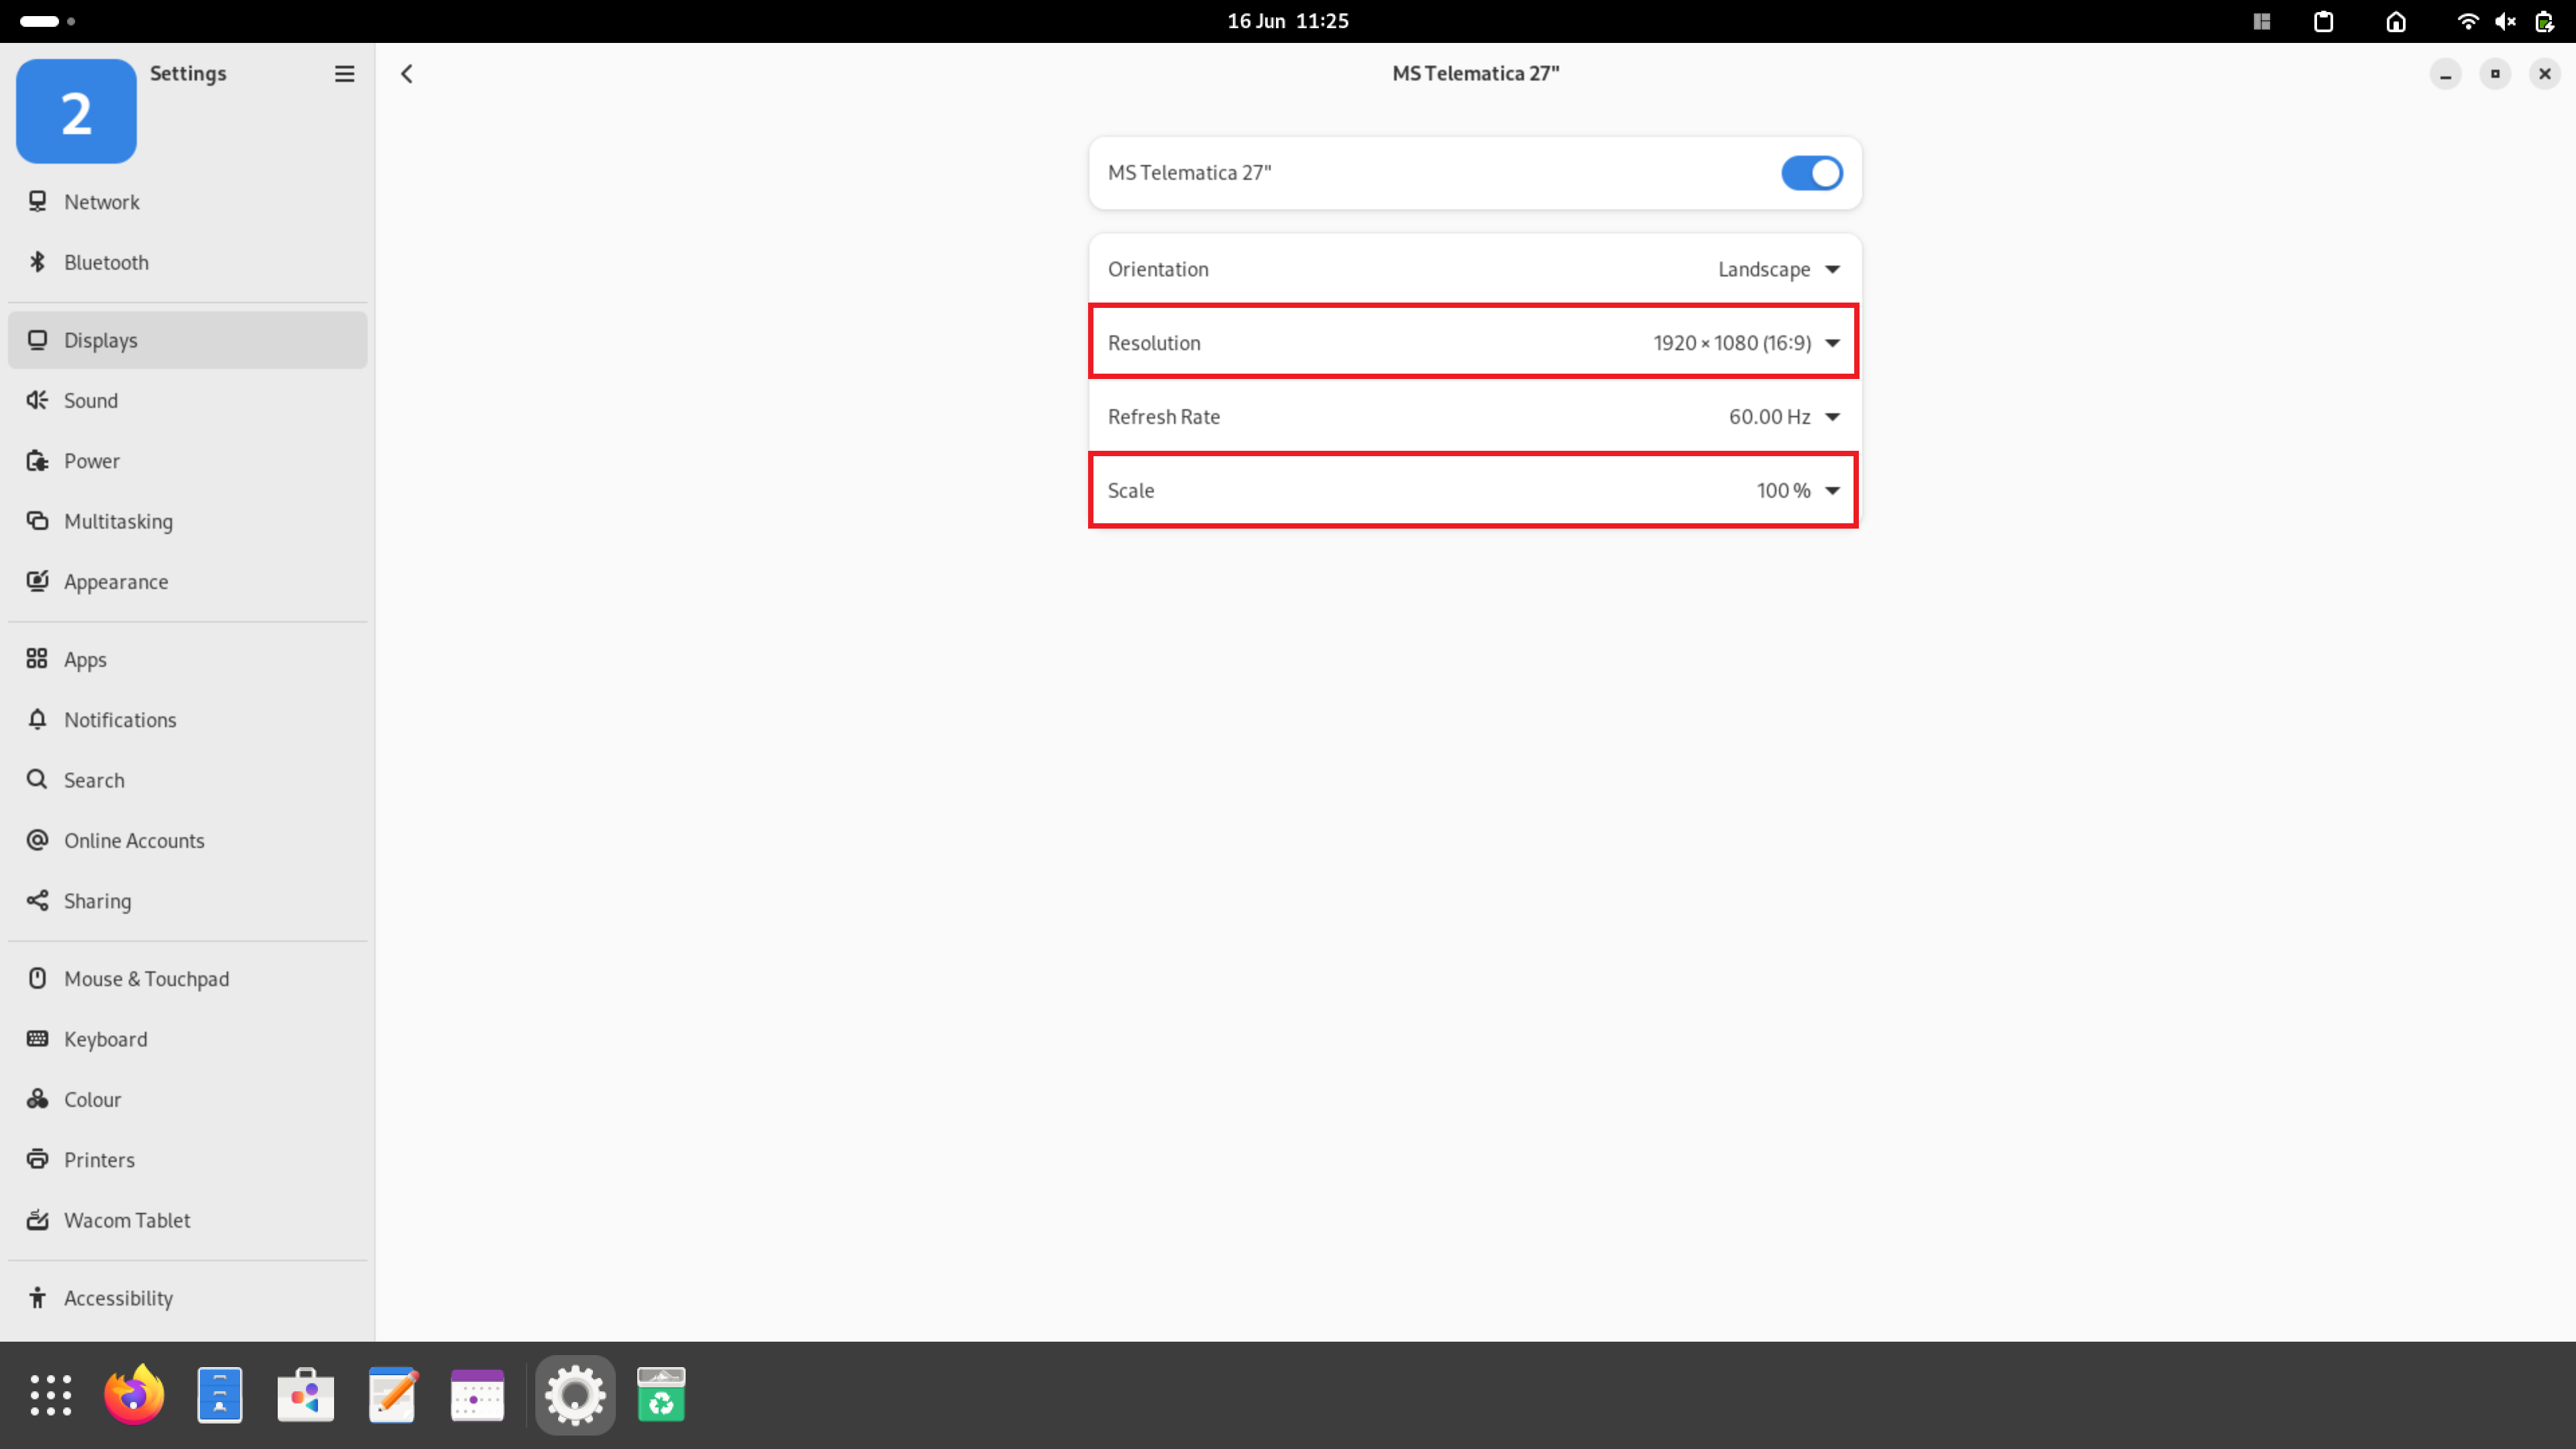 16 Jun 11:25
2
Settings
MS Telematica 27"
Network
Bluetooth
Displays
Sound
Power
Multitasking
Appearance
Apps
Notifications
Search
Online Accounts
Sharing
Mouse & Touchpad
Keyboard
Colour
Printers
Wacom Tablet
Accessibility
MS Telematica 27"
Orientation Landscape
Resolution 1920 × 1080 (16:9)
Refresh Rate 60.00 Hz
Scale 100 %